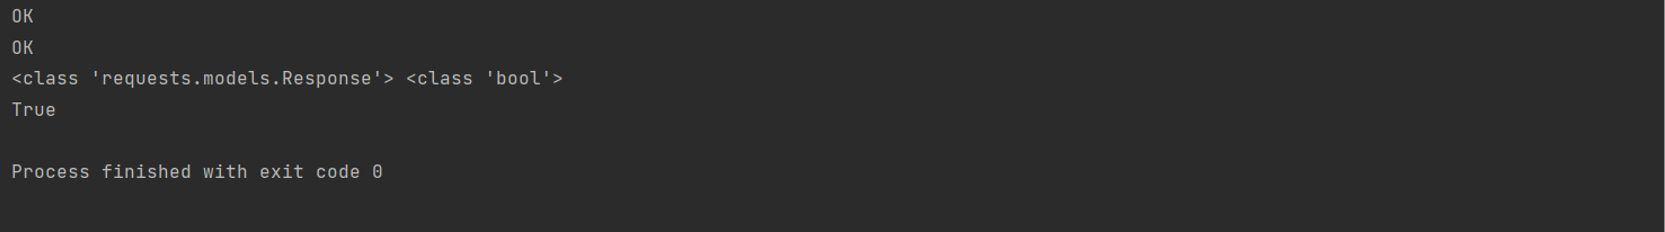 OK
OK
<class 'requests.models.Response'> <class 'bool'>
True
Process finished with exit code 0